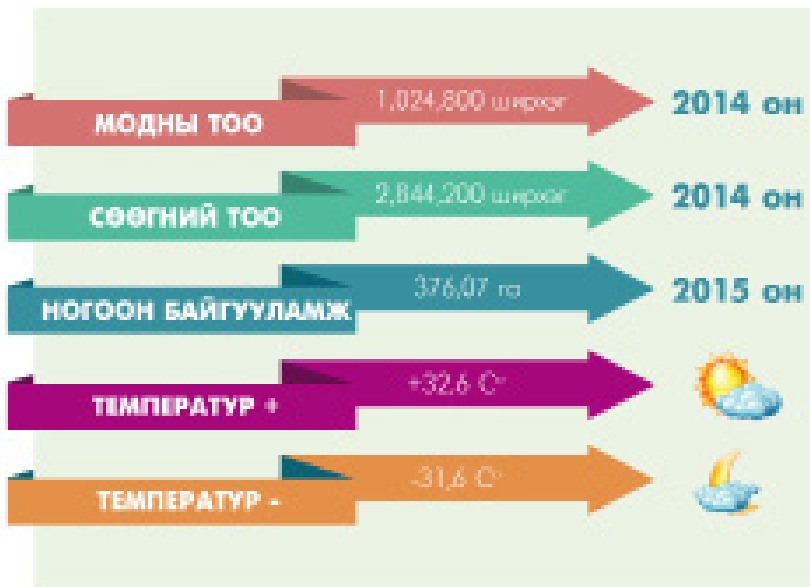 МОДНЫ ТОО 1,024,800 ширхэг 2014 он
СӨӨГНИЙ ТОО 2,844,200 ширхэг 2014 он
НОГООН БАЙГУУЛАМЖ 376,07 га 2015 он
ТЕМПЕРАТУР + +32,6 C°
ТЕМПЕРАТУР - -31,6 C°